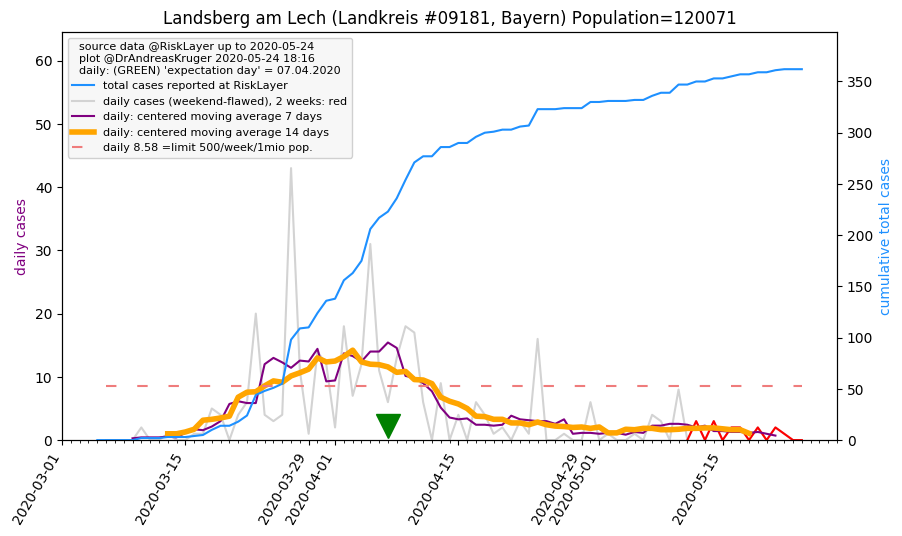 Landsberg am Lech (Landkreis #09181, Bayern) Population=120071
source data @RiskLayer up to 2020-05-24
plot @DrAndreasKruger 2020-05-24 18:16
daily: (GREEN) 'expectation day' = 07.04.2020
total cases reported at RiskLayer
daily cases (weekend-flawed), 2 weeks: red
daily: centered moving average 7 days
daily: centered moving average 14 days
daily 8.58 =limit 500/week/1mio pop.
daily cases
60
50
40
30
20
10
0
cumulative total cases
350
300
250
200
150
100
50
0
2020-03-01
2020-03-15
2020-03-29
2020-04-01
2020-04-15
2020-04-29
2020-05-01
2020-05-15